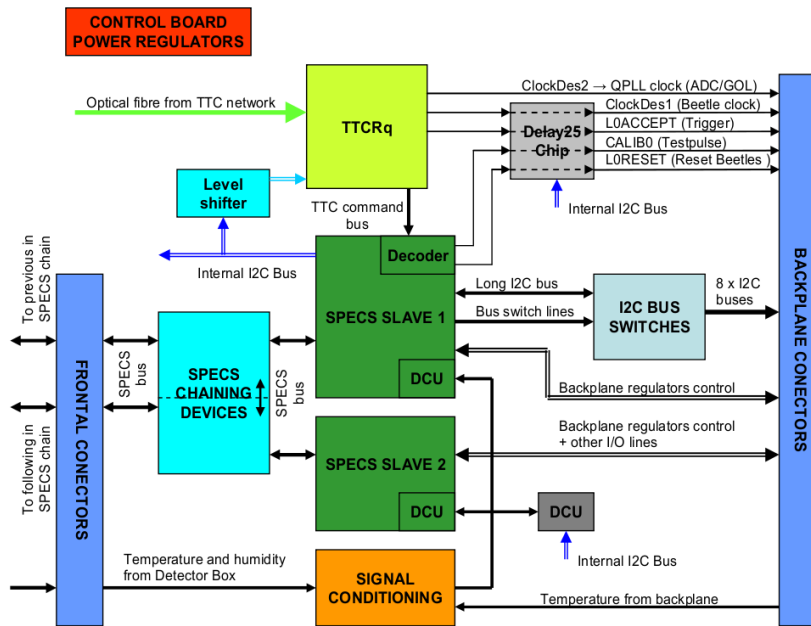 CONTROL BOARD
POWER REGULATORS
Optical fibre from TTC network
TTCRq
ClockDes2 → QPLL clock (ADC/GOL)
ClockDes1 (Beetle clock)
L0ACCEPT (Trigger)
CALIB0 (Testpulse)
L0RESET (Reset Beetles )
Delay25
Chip
Internal I2C Bus
Level
shifter
TTC command
bus
Internal I2C Bus
Decoder
SPECS SLAVE 1
DCU
Long I2C bus
Bus switch lines
I2C BUS
SWITCHES
8 x I2C
buses
BACKPLANE CONECTORS
To previous in
SPECS chain
To following in
SPECS chain
FRONTAL CONECTORS
SPECS
bus
SPECS
CHAINING
DEVICES
SPECS
bus
Backplane regulators control
Backplane regulators control
+ other I/O lines
SPECS SLAVE 2
DCU
DCU
Internal I2C Bus
Temperature and humidity
from Detector Box
SIGNAL
CONDITIONING
Temperature from backplane